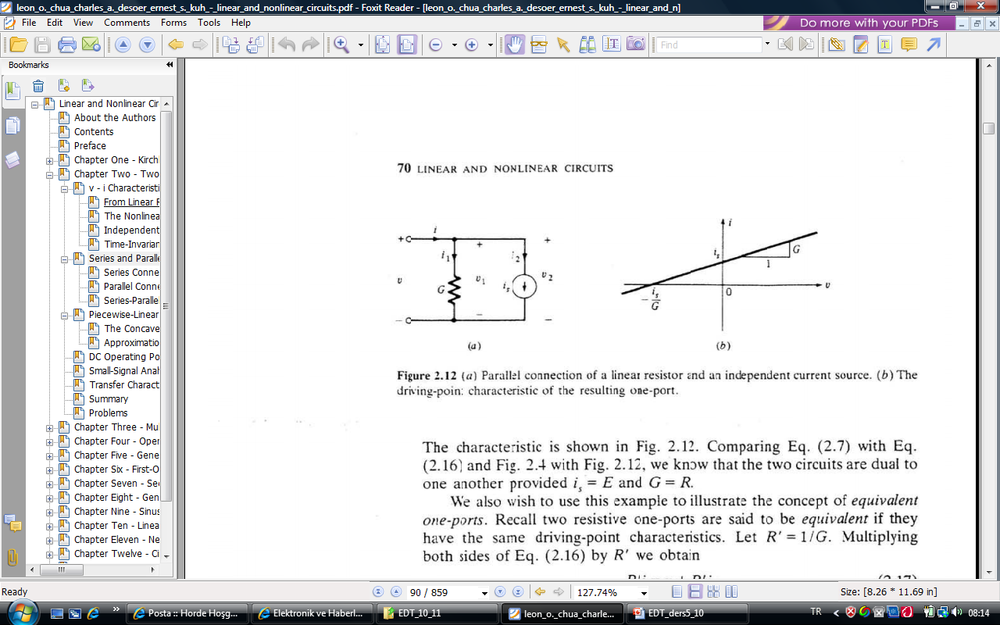 leon_o._chua_charles_a._desoer_ernest_s._kuh_-_linear_and_nonlinear_circuits.pdf - Foxit Reader - [leon_o._chua_charles_a._desoer_ernest_s._kuh_-_linear_and_n]
File Edit View Comments Forms Tools Help
Do more with your PDFs
Find
Bookmarks
Linear and Nonlinear Cir
About the Authors
Contents
Preface
Chapter One - Kirch
Chapter Two - Two
v - i Characteristi
From Linear F
The Nonlinea
Independent
Time-Invarian
Series and Paralle
Series Conne
Parallel Conne
Series-Paralle
Piecewise-Linear
The Concave
Approximatio
DC Operating Po
Small-Signal Anal
Transfer Charact
Summary
Problems
Chapter Three - Mu
Chapter Four - Oper
Chapter Five - Gene
Chapter Six - First-O
Chapter Seven - Sec
Chapter Eight - Gen
Chapter Nine - Sinus
Chapter Ten - Linea
Chapter Eleven - Ne
Chapter Twelve - Ci
70 LINEAR AND NONLINEAR CIRCUITS
+ i + +
i1 i2
v G v1 is v2
- - -
(a)
i
is G
1
v
0
- is/G
(b)
Figure 2.12 (a) Parallel connection of a linear resistor and an independent current source. (b) The
driving-point characteristic of the resulting one-port.
The characteristic is shown in Fig. 2.12. Comparing Eq. (2.7) with Eq.
(2.16) and Fig. 2.4 with Fig. 2.12, we know that the two circuits are dual to
one another provided is = E and G = R.
We also wish to use this example to illustrate the concept of equivalent
one-ports. Recall two resistive one-ports are said to be equivalent if they
have the same driving-point characteristics. Let R' = 1/G. Multiplying
both sides of Eq. (2.16) by R' we obtain
(2.17)
Ready
90 / 859
127.74%
Size: [8.26 * 11.69 in]
Posta :: Horde Hoşg...
Elektronik ve Haberl...
EDT_10_11
leon_o._chua_charle...
EDT_ders5_10
TR
08:14